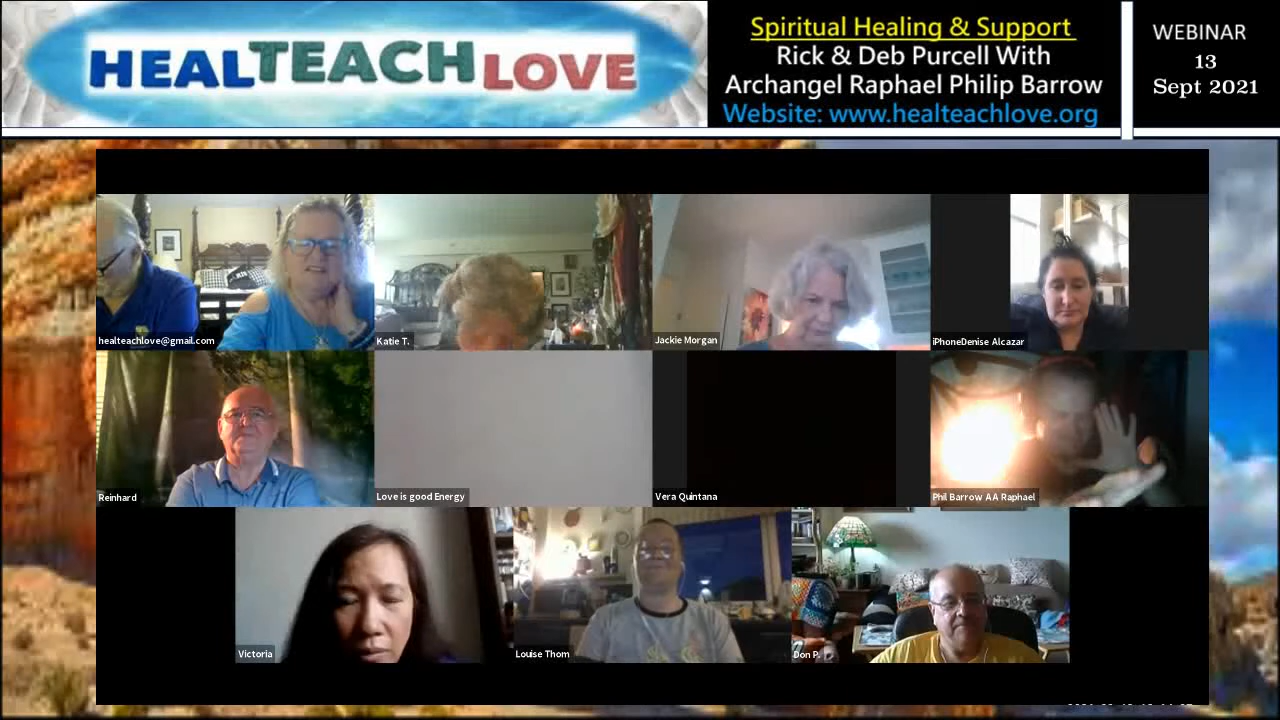 HEALTEACHLOVE
Spiritual Healing & Support
Rick & Deb Purcell With
Archangel Raphael Philip Barrow
Website: www.healteachlove.org
WEBINAR
13
Sept 2021
healteachlove@gmail.com
Katie T.
Jackie Morgan
iPhoneDenise Alcazar
Reinhard
Love is good Energy
Vera Quintana
Phil Barrow AA Raphael
Victoria
Louise Thom
Don P.